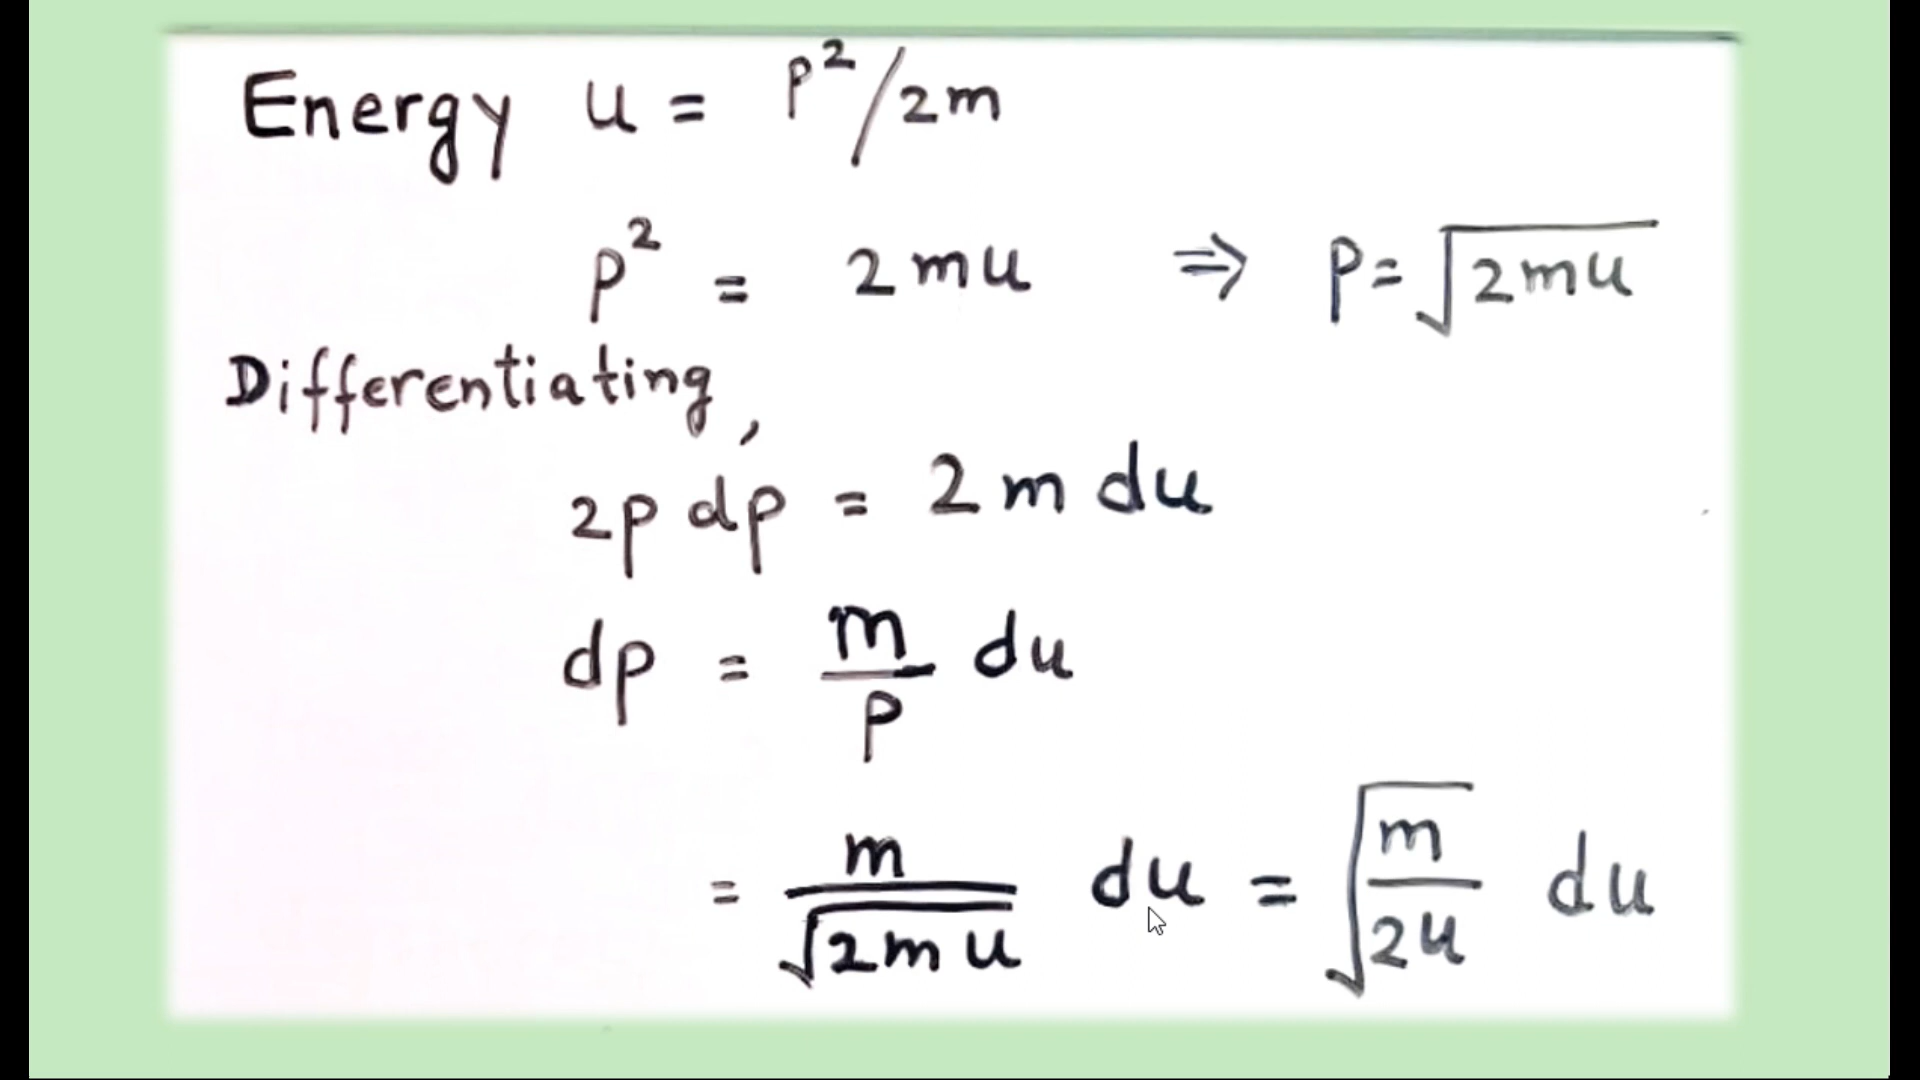 Energy u = p²/2m
p² = 2mu ⇒ p = √2mu
Differentiating,
2p dp = 2m du
dp = m/p du
= m/√2mu du = √m/2u du